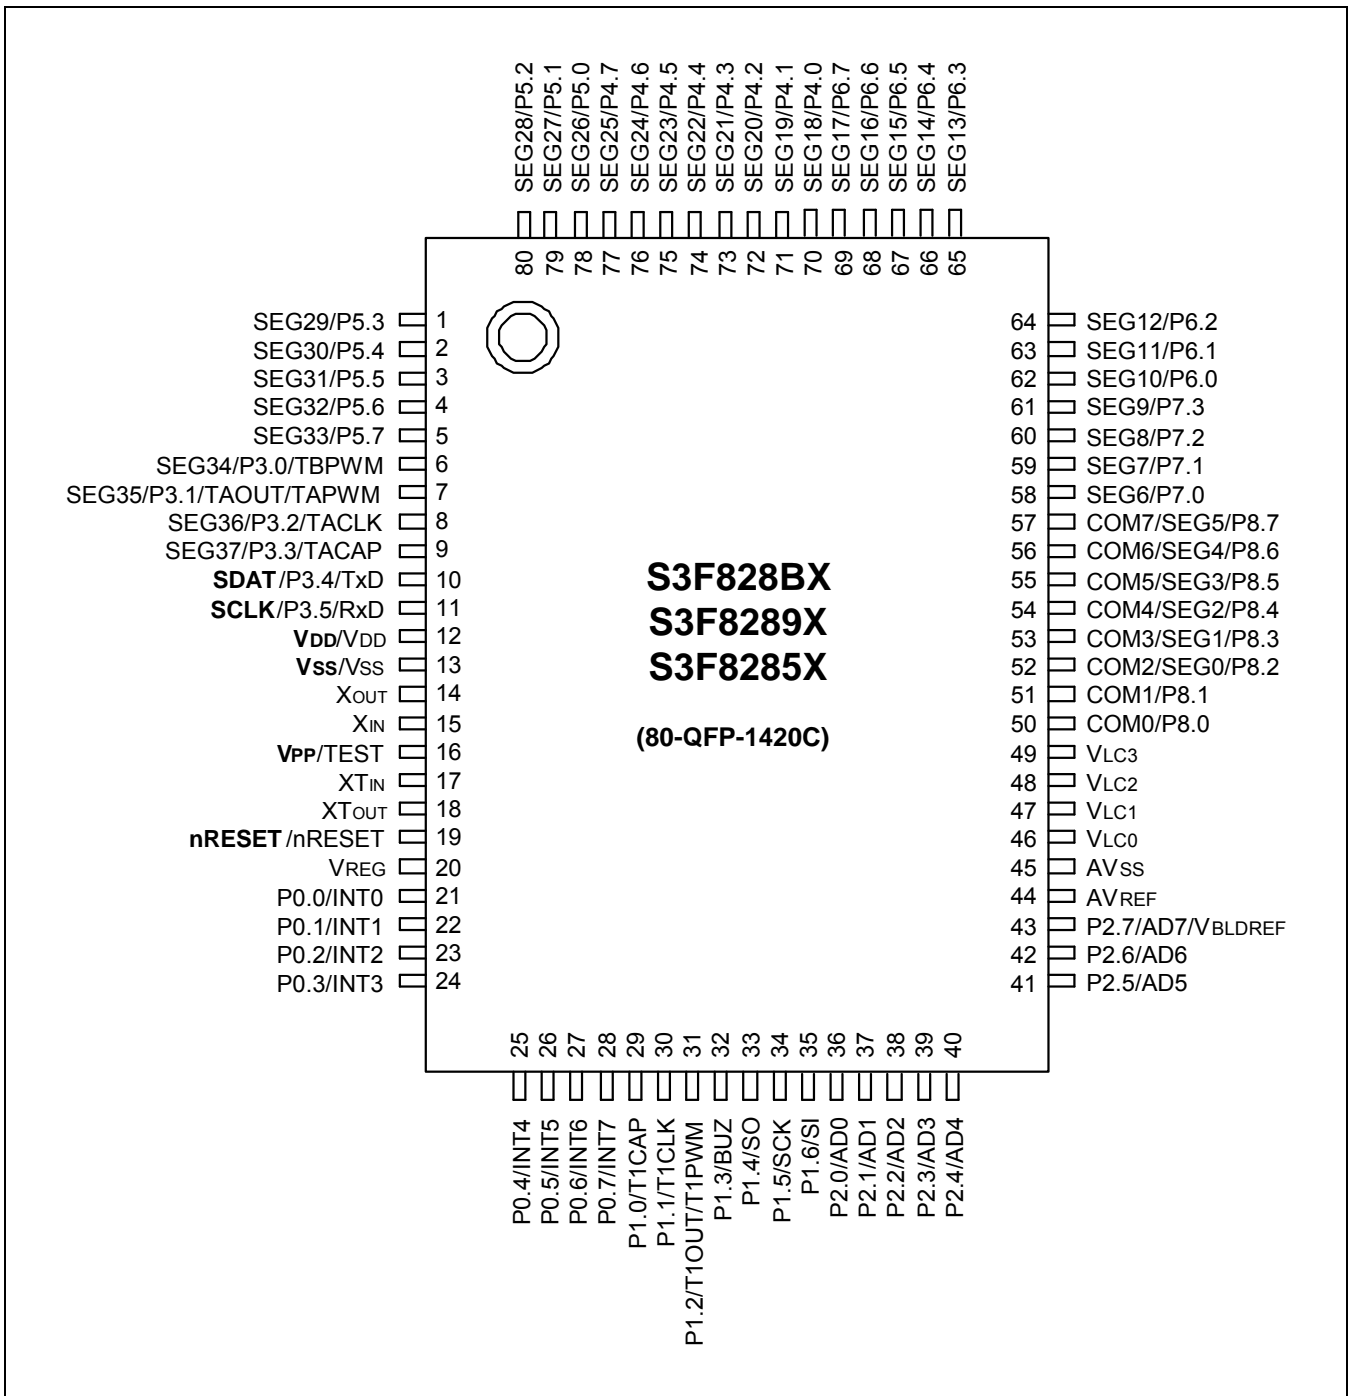 SEG28/P5.2
SEG27/P5.1
SEG26/P5.0
SEG25/P4.7
SEG24/P4.6
SEG23/P4.5
SEG22/P4.4
SEG21/P4.3
SEG20/P4.2
SEG19/P4.1
SEG18/P4.0
SEG17/P6.7
SEG16/P6.6
SEG15/P6.5
SEG14/P6.4
SEG13/P6.3
80
79
78
77
76
75
74
73
72
71
70
69
68
67
66
65
SEG29/P5.3 1
SEG30/P5.4 2
SEG31/P5.5 3
SEG32/P5.6 4
SEG33/P5.7 5
SEG34/P3.0/TBPWM 6
SEG35/P3.1/TAOUT/TAPWM 7
SEG36/P3.2/TACLK 8
SEG37/P3.3/TACAP 9
SDAT/P3.4/TxD 10
SCLK/P3.5/RxD 11
VDD/VDD 12
VSS/VSS 13
XOUT 14
XIN 15
VPP/TEST 16
XTIN 17
XTOUT 18
nRESET/nRESET 19
VREG 20
P0.0/INT0 21
P0.1/INT1 22
P0.2/INT2 23
P0.3/INT3 24
S3F828BX
S3F8289X
S3F8285X
(80-QFP-1420C)
64 SEG12/P6.2
63 SEG11/P6.1
62 SEG10/P6.0
61 SEG9/P7.3
60 SEG8/P7.2
59 SEG7/P7.1
58 SEG6/P7.0
57 COM7/SEG5/P8.7
56 COM6/SEG4/P8.6
55 COM5/SEG3/P8.5
54 COM4/SEG2/P8.4
53 COM3/SEG1/P8.3
52 COM2/SEG0/P8.2
51 COM1/P8.1
50 COM0/P8.0
49 VLC3
48 VLC2
47 VLC1
46 VLC0
45 AVSS
44 AVREF
43 P2.7/AD7/VBLDREF
42 P2.6/AD6
41 P2.5/AD5
25
26
27
28
29
30
31
32
33
34
35
36
37
38
39
40
P0.4/INT4
P0.5/INT5
P0.6/INT6
P0.7/INT7
P1.0/T1CAP
P1.1/T1CLK
P1.2/T1OUT/T1PWM
P1.3/BUZ
P1.4/SO
P1.5/SCK
P1.6/SI
P2.0/AD0
P2.1/AD1
P2.2/AD2
P2.3/AD3
P2.4/AD4